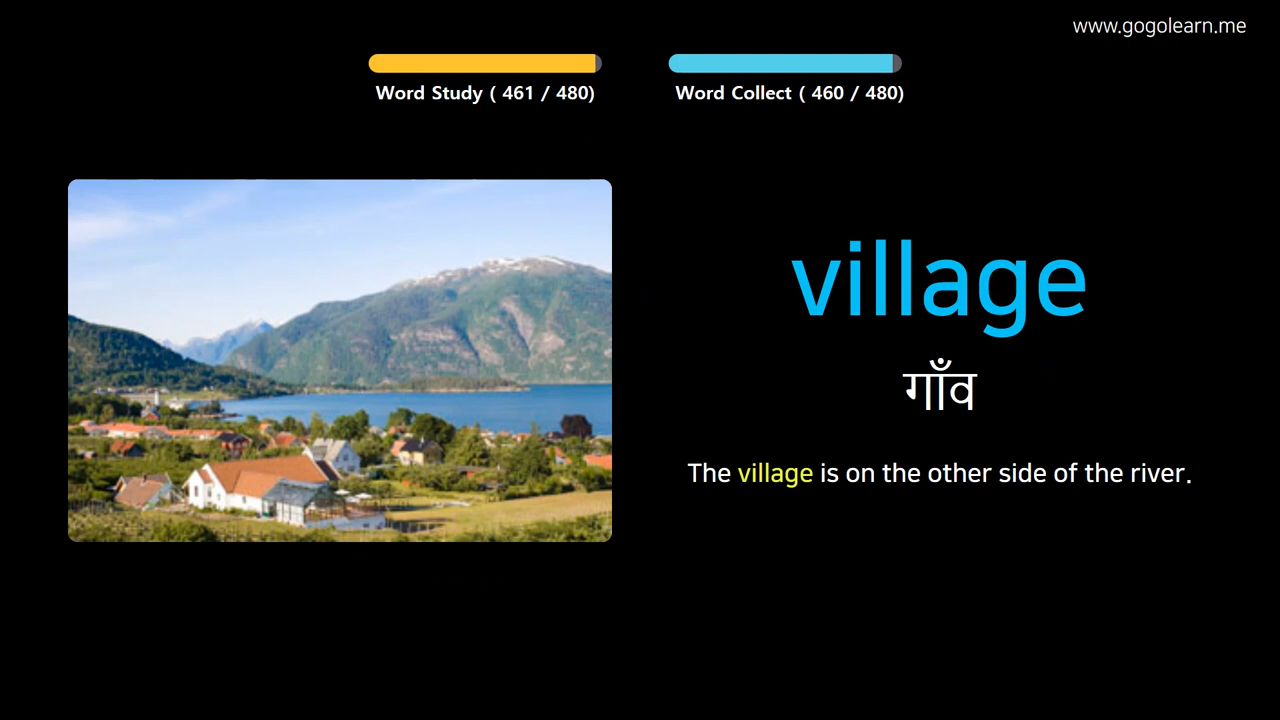 www.gogolearn.me
Word Study ( 461 / 480)
Word Collect ( 460 / 480)
village
गाँव
The village is on the other side of the river.